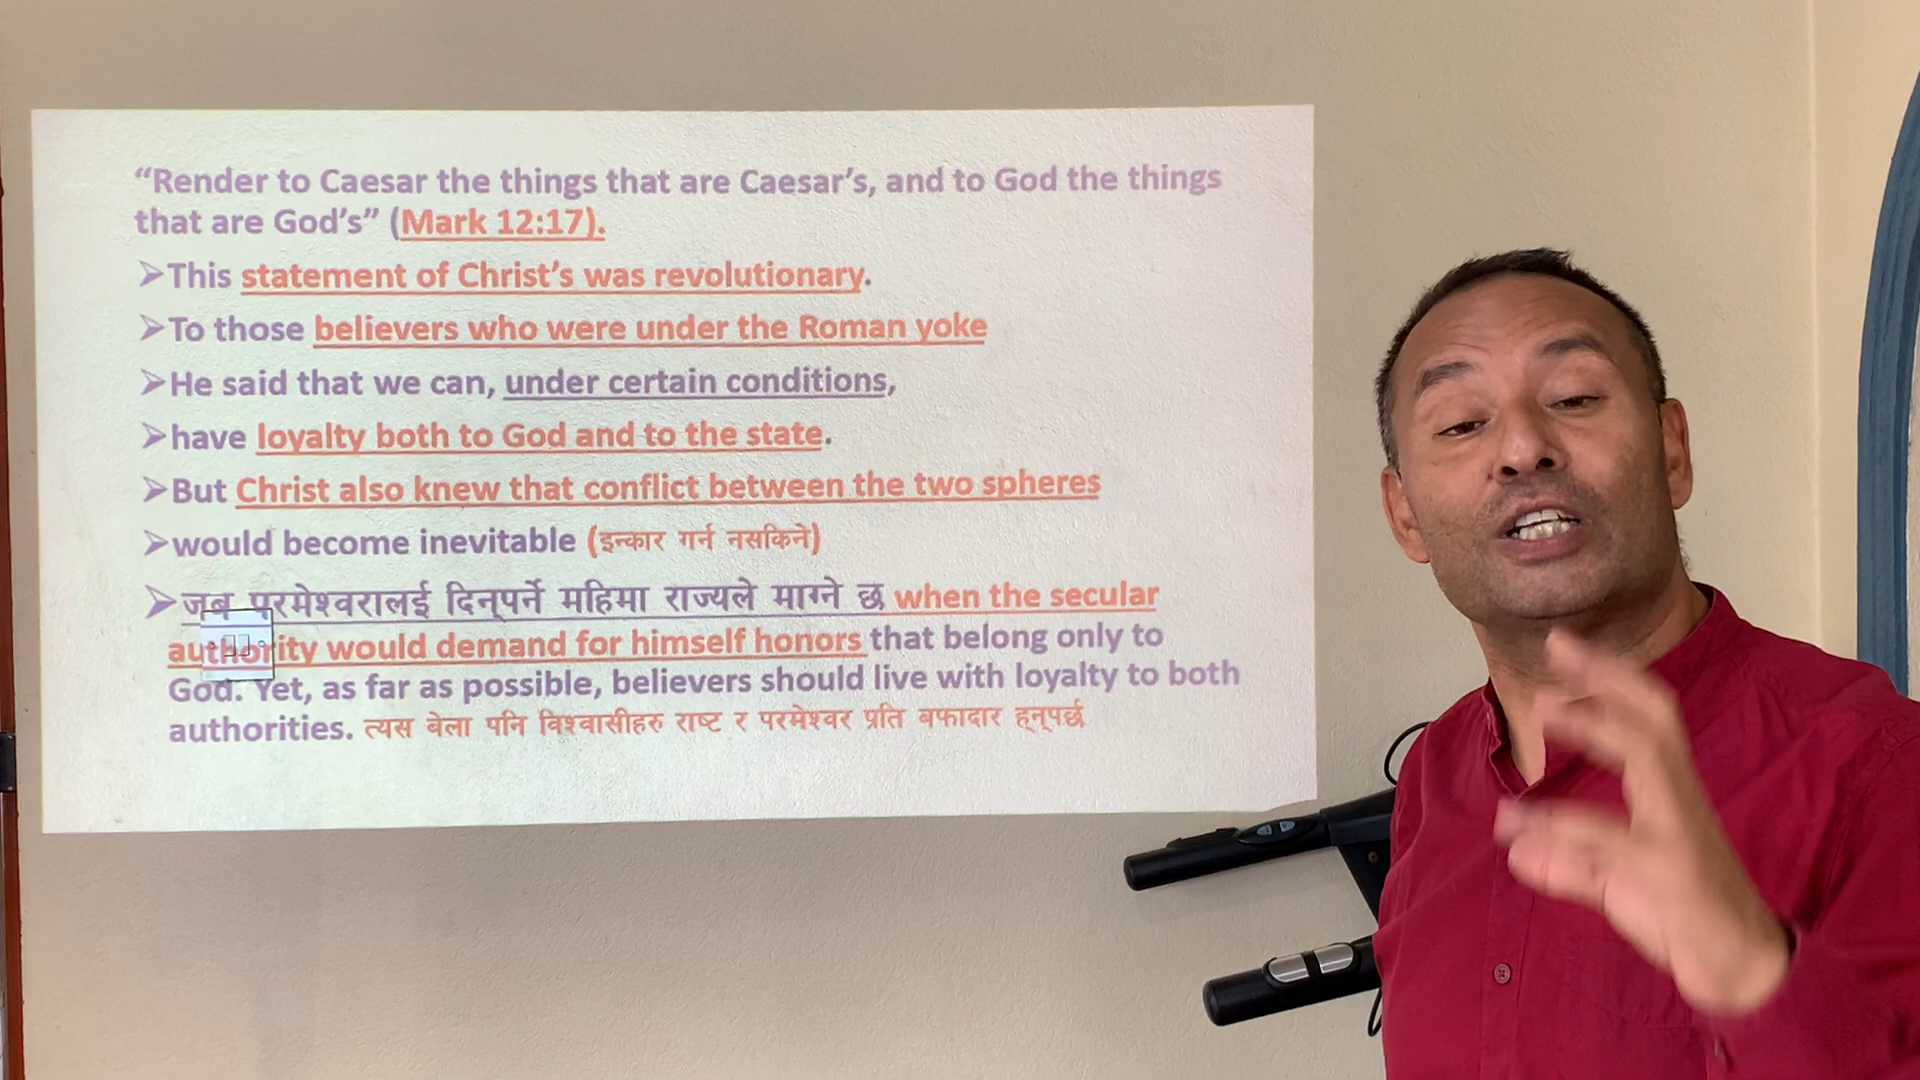 “Render to Caesar the things that are Caesar’s, and to God the things
that are God’s” (Mark 12:17).
➢This statement of Christ’s was revolutionary.
➢To those believers who were under the Roman yoke
➢He said that we can, under certain conditions,
➢have loyalty both to God and to the state.
➢But Christ also knew that conflict between the two spheres
➢would become inevitable (इन्कार गर्न नसकिने)
➢जब परमेश्वरालई दिन्पर्ने महिमा राज्यले माग्ने छ when the secular
authority would demand for himself honors that belong only to
God. Yet, as far as possible, believers should live with loyalty to both
authorities. त्यस बेला पनि विश्वासीहरु राष्ट र परमेश्वर प्रति बफादार हन्पर्छ